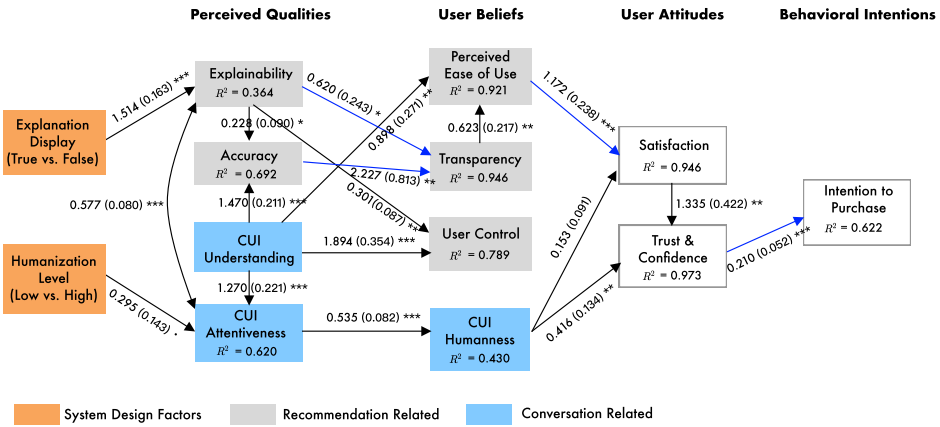 Perceived Qualities
User Beliefs
User Attitudes
Behavioral Intentions
Explanation
Display
(True vs. False)
Humanization
Level
(Low vs. High)
1.514 (0.163) ***
0.577 (0.080) ***
0.295 (0.143) .
Explainability
R² = 0.364
0.228 (0.090) *
Accuracy
R² = 0.692
1.470 (0.211) ***
CUI
Understanding
1.270 (0.221) ***
CUI
Attentiveness
R² = 0.620
0.620 (0.243) *
0.898 (0.271) **
2.227 (0.813) **
0.301(0.087) **
1.894 (0.354) ***
0.535 (0.082) ***
Perceived
Ease of Use
R² = 0.921
0.623 (0.217) **
Transparency
R² = 0.946
User Control
R² = 0.789
CUI
Humanness
R² = 0.430
1.172 (0.238) ***
0.153 (0.091)
0.416 (0.134) **
Satisfaction
R² = 0.946
1.335 (0.422) **
Trust &
Confidence
R² = 0.973
0.210 (0.052) ***
Intention to
Purchase
R² = 0.622
System Design Factors
Recommendation Related
Conversation Related